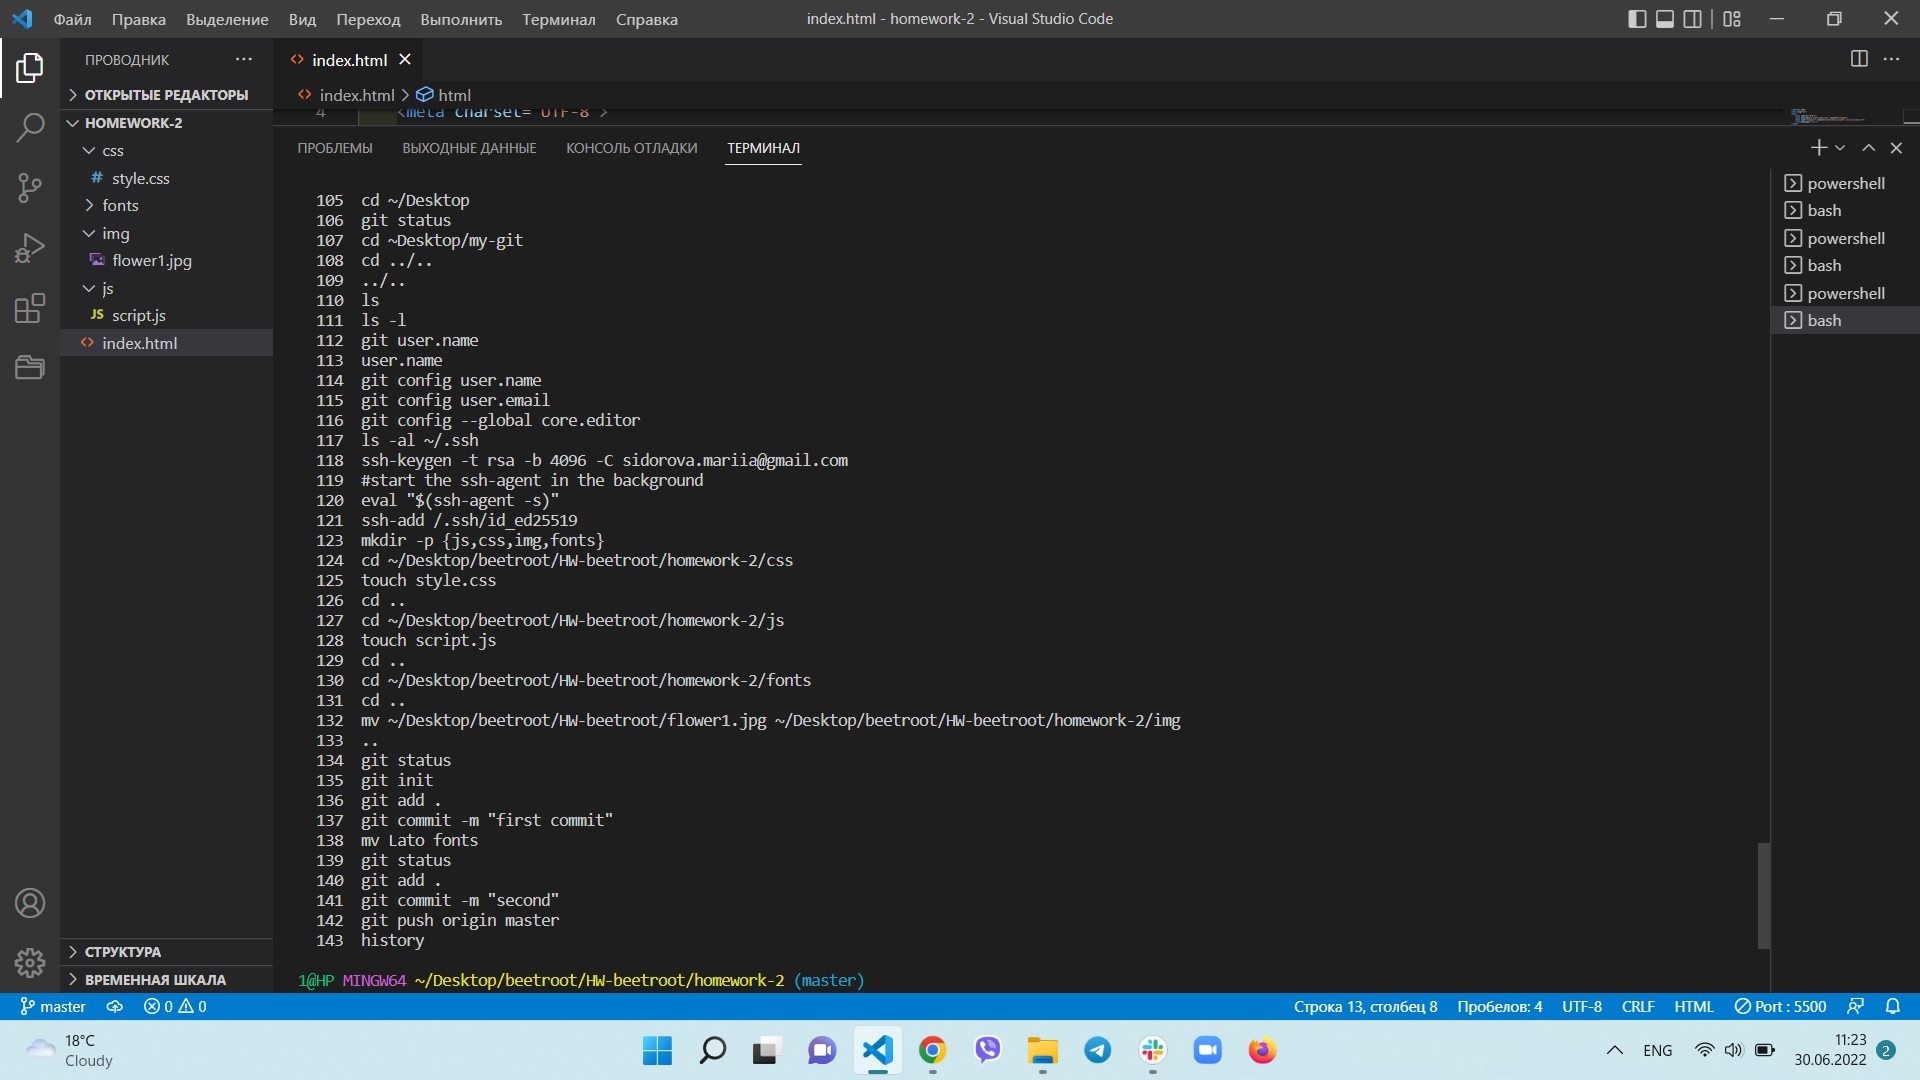 Файл Правка Выделение Вид Переход Выполнить Терминал Справка
index.html - homework-2 - Visual Studio Code
ПРОВОДНИК
ОТКРЫТЫЕ РЕДАКТОРЫ
HOMEWORK-2
css
# style.css
fonts
img
flower1.jpg
js
JS script.js
<> index.html
СТРУКТУРА
ВРЕМЕННАЯ ШКАЛА
<> index.html
<> index.html > html
4 <meta charset="UTF-8">
ПРОБЛЕМЫ ВЫХОДНЫЕ ДАННЫЕ КОНСОЛЬ ОТЛАДКИ ТЕРМИНАЛ
105 cd ~/Desktop
106 git status
107 cd ~Desktop/my-git
108 cd ../..
109 ../..
110 ls
111 ls -l
112 git user.name
113 user.name
114 git config user.name
115 git config user.email
116 git config --global core.editor
117 ls -al ~/.ssh
118 ssh-keygen -t rsa -b 4096 -C sidorova.mariia@gmail.com
119 #start the ssh-agent in the background
120 eval "$(ssh-agent -s)"
121 ssh-add /.ssh/id_ed25519
123 mkdir -p {js,css,img,fonts}
124 cd ~/Desktop/beetroot/HW-beetroot/homework-2/css
125 touch style.css
126 cd ..
127 cd ~/Desktop/beetroot/HW-beetroot/homework-2/js
128 touch script.js
129 cd ..
130 cd ~/Desktop/beetroot/HW-beetroot/homework-2/fonts
131 cd ..
132 mv ~/Desktop/beetroot/HW-beetroot/flower1.jpg ~/Desktop/beetroot/HW-beetroot/homework-2/img
133 ..
134 git status
135 git init
136 git add .
137 git commit -m "first commit"
138 mv Lato fonts
139 git status
140 git add .
141 git commit -m "second"
142 git push origin master
143 history
1@HP MINGW64 ~/Desktop/beetroot/HW-beetroot/homework-2 (master)
powershell
bash
powershell
bash
powershell
bash
master 0 0
Строка 13, столбец 8 Пробелов: 4 UTF-8 CRLF HTML Port : 5500
18°C
Cloudy
ENG
11:23
30.06.2022
2